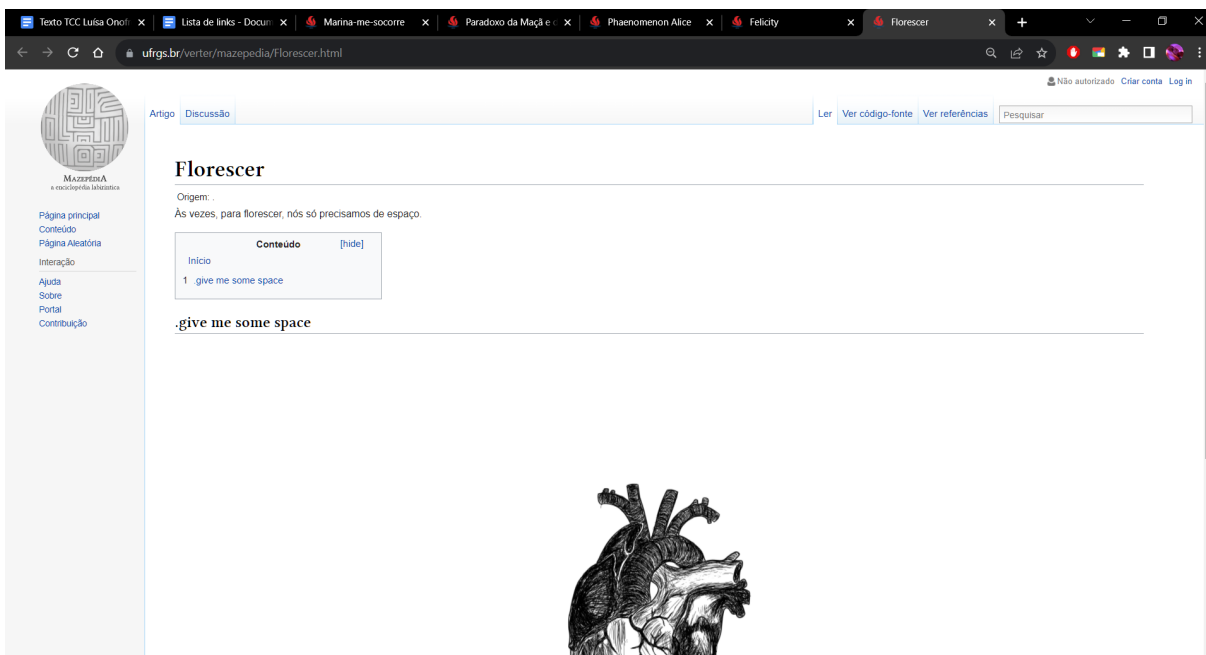 Texto TCC Luísa Onofr
Lista de links - Docum
Marina-me-socorre
Paradoxo da Maçã e
Phaenomenon Alice
Felicity
Florescer
ufrgs.br/verter/mazepedia/Florescer.html
Não autorizado Criar conta Log in
Artigo Discussão
Ler Ver código-fonte Ver referências Pesquisar
MAZEPÉDIA
a enciclopédia labiríntica
Página principal
Conteúdo
Página Aleatória
Interação
Ajuda
Sobre
Portal
Contribuição
Florescer
Origem: .
Às vezes, para florescer, nós só precisamos de espaço.
Conteúdo [hide]
Início
1 .give me some space
.give me some space